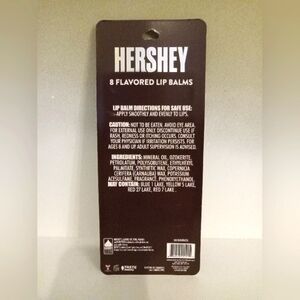 HERSHEY
8 FLAVORED LIP BALMS
LIP BALM DIRECTIONS FOR SAFE USE:
APPLY SMOOTHLY AND EVENLY TO LIPS.
CAUTION: NOT TO BE EATEN. AVOID EYE AREA.
FOR EXTERNAL USE ONLY. DISCONTINUE USE IF
RASH, REDNESS OR ITCHING OCCURS. CONSULT
YOUR PHYSICIAN IF IRRITATION PERSISTS. FOR
AGES 8 AND UP. ADULT SUPERVISION IS ADVISED.
INGREDIENTS: MINERAL OIL, OZOKERITE,
PETROLATUM, POLYISOBUTENE, ETHYLHEXYL
PALMITATE, SYNTHETIC WAX, COPERNICIA
CERIFERA (CARNAUBA) WAX, POTASSIUM
ACESULFAME, FRAGRANCE, PHENOXYETHANOL.
MAY CONTAIN: BLUE 1 LAKE, YELLOW 5 LAKE,
RED 27 LAKE, RED 7 LAKE.